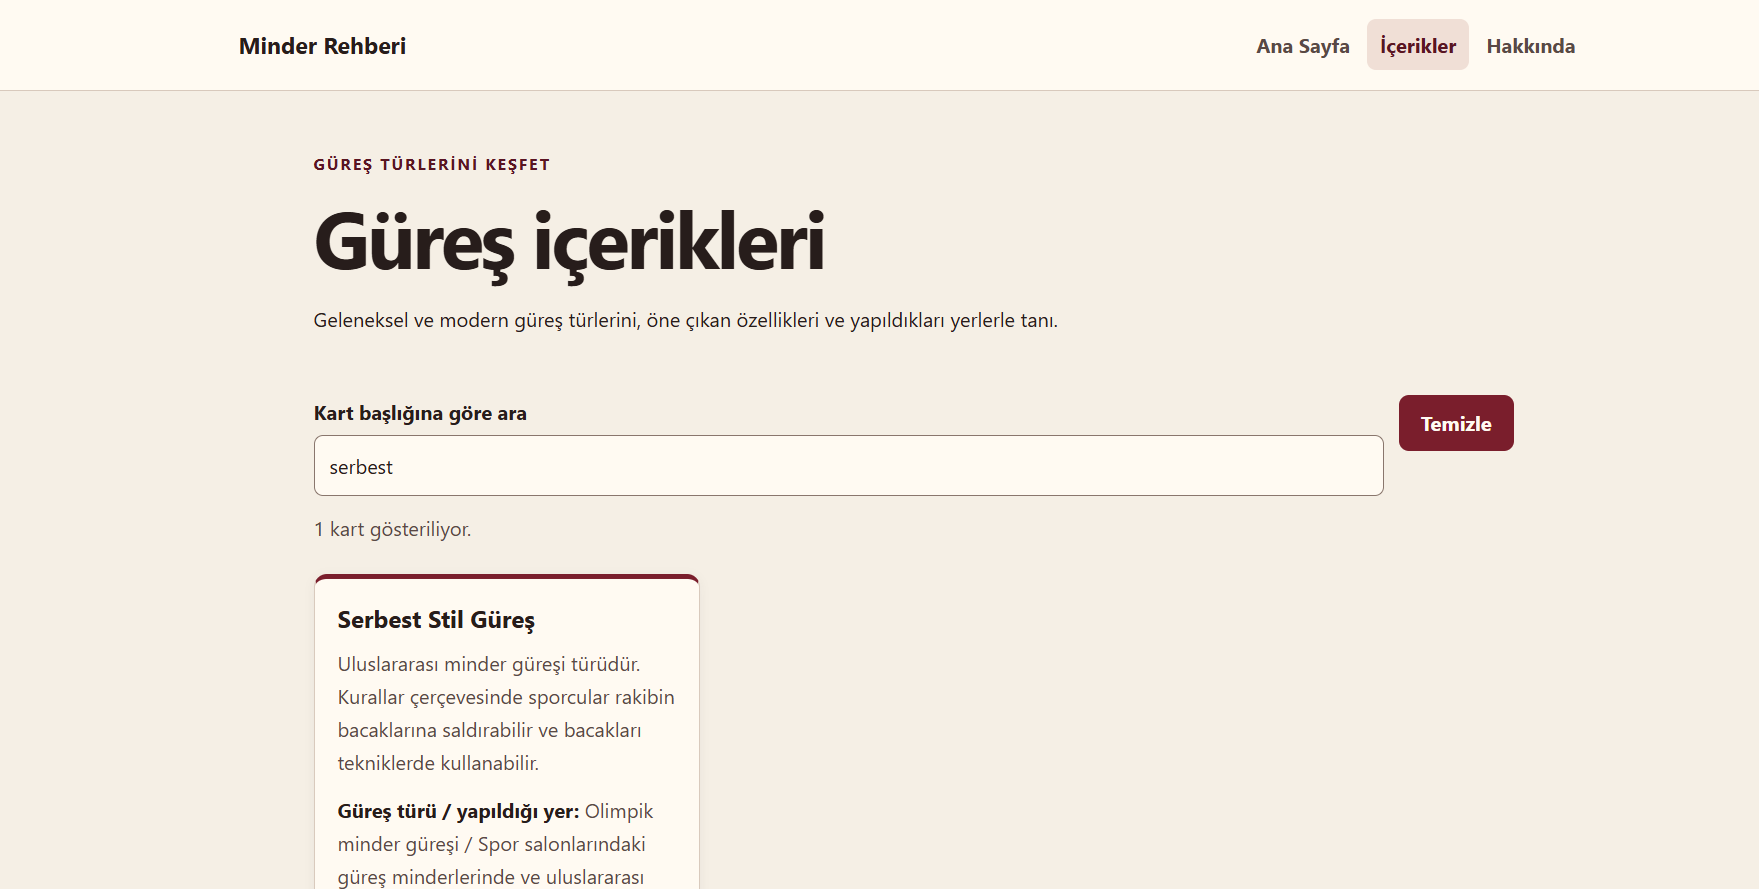 Minder Rehberi
Ana Sayfa İçerikler Hakkında
GÜREŞ TÜRLERİNİ KEŞFET
Güreş içerikleri
Geleneksel ve modern güreş türlerini, öne çıkan özellikleri ve yapıldıkları yerlerle tanı.
Kart başlığına göre ara
Temizle
serbest
1 kart gösteriliyor.
Serbest Stil Güreş
Uluslararası minder güreşi türüdür.
Kurallar çerçevesinde sporcular rakibin
bacaklarına saldırabilir ve bacakları
tekniklerde kullanabilir.
Güreş türü / yapıldığı yer: Olimpik
minder güreşi / Spor salonlarındaki
güreş minderlerinde ve uluslararası